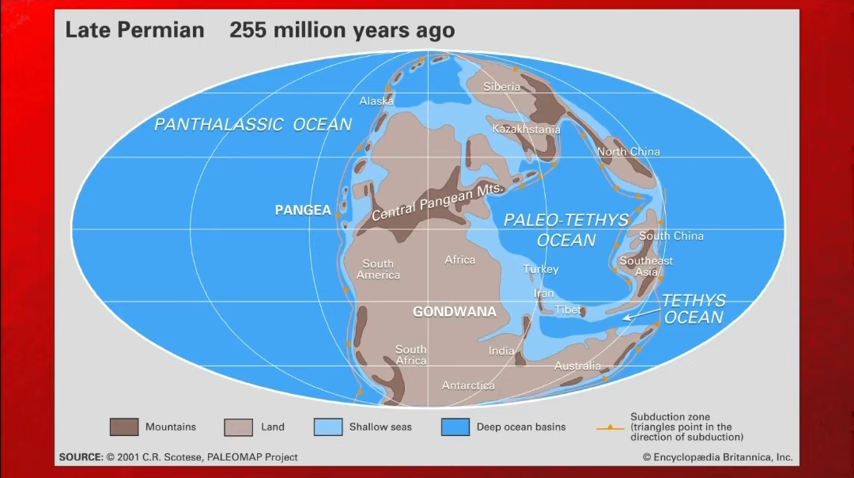 Late Permian 255 million years ago
Siberia
Alaska
PANTHALASSIC OCEAN
Kazakhstania
North China
PANGEA
Central Pangean Mts.
PALEO-TETHYS
OCEAN
South China
South
America
Africa
Turkey
Southeast
Asia
Iran
Tibet
TETHYS
OCEAN
GONDWANA
South
Africa
India
Australia
Antarctica
Mountains
Land
Shallow seas
Deep ocean basins
Subduction zone
(triangles point in the
direction of subduction)
SOURCE: © 2001 C.R. Scotese, PALEOMAP Project
© Encyclopædia Britannica, Inc.